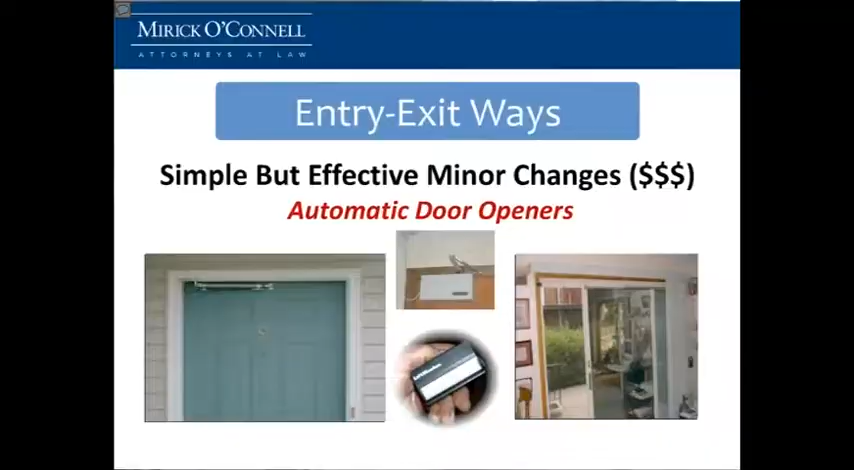 MIRICK O'CONNELL
ATTORNEYS AT LAW
Entry-Exit Ways
Simple But Effective Minor Changes ($$$)
Automatic Door Openers